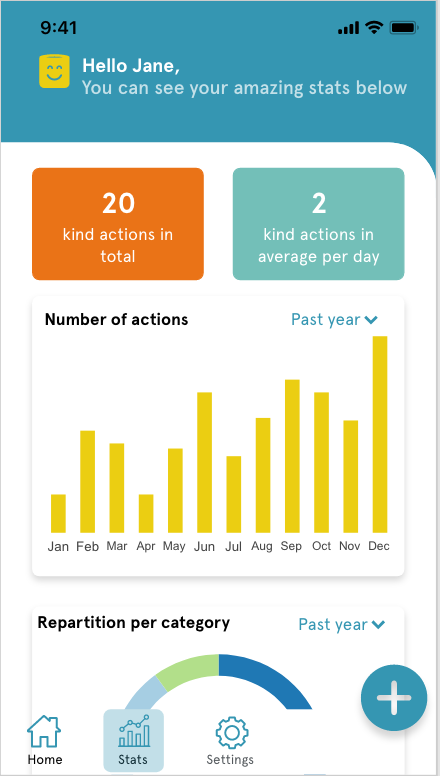 9:41
Hello Jane,
You can see your amazing stats below
20
kind actions in
total
2
kind actions in
average per day
Number of actions
Past year
Jan Feb Mar Apr May Jun Jul Aug Sep Oct Nov Dec
Repartition per category
Past year
Home
Stats
Settings